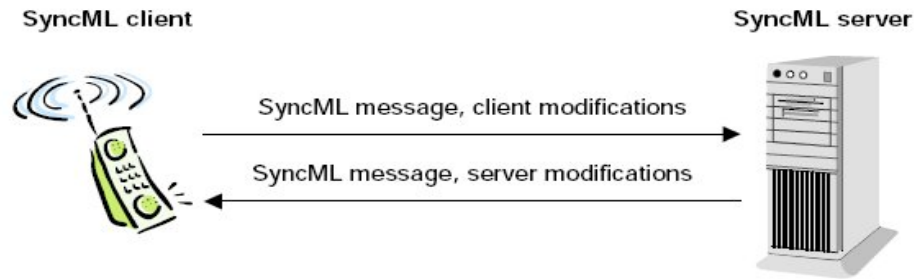 SyncML client
SyncML server
SyncML message, client modifications
SyncML message, server modifications